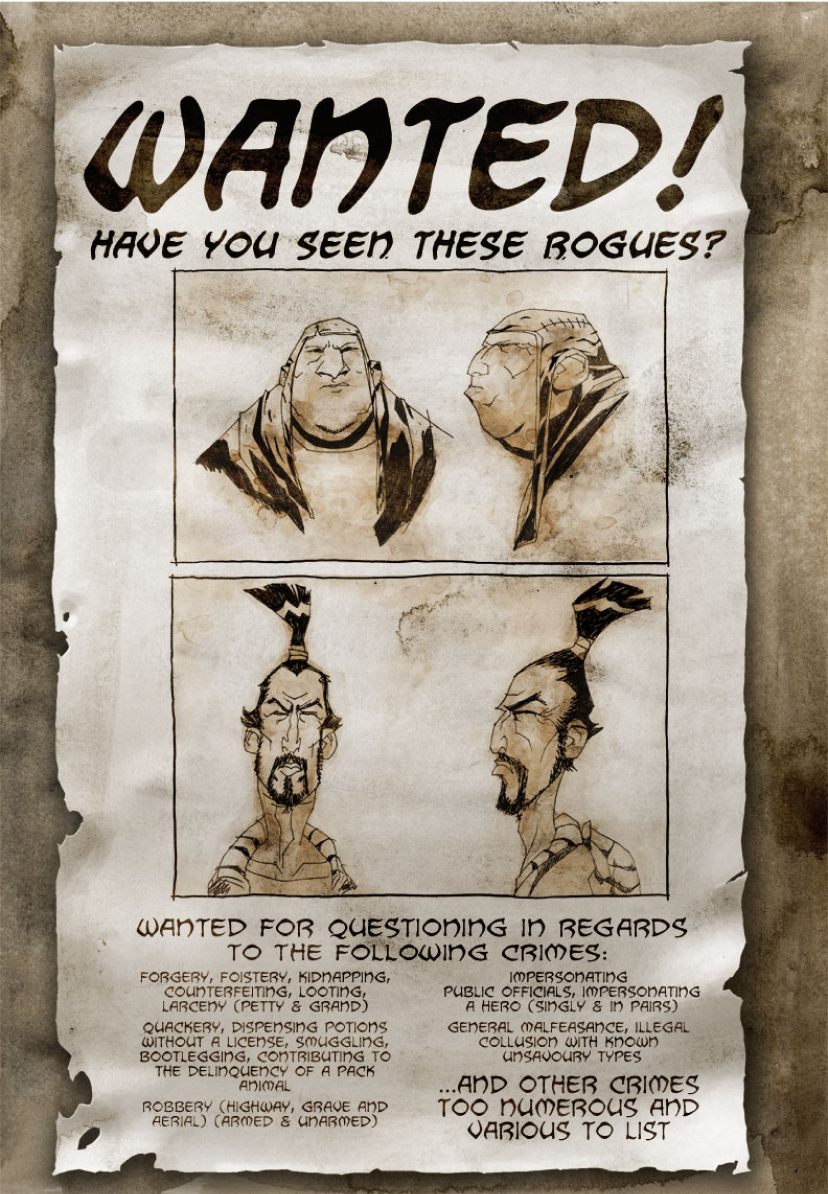 WANTED!
HAVE YOU SEEN THESE ROGUES?
WANTED FOR QUESTIONING IN REGARDS
TO THE FOLLOWING CRIMES:
FORGERY, FOISTERY, KIDNAPPING,
COUNTERFEITING, LOOTING,
LARCENY (PETTY & GRAND)
QUACKERY, DISPENSING POTIONS
WITHOUT A LICENSE, SMUGGLING,
BOOTLEGGING, CONTRIBUTING TO
THE DELINQUENCY OF A PACK
ANIMAL
ROBBERY (HIGHWAY, GRAVE AND
AERIAL) (ARMED & UNARMED)
IMPERSONATING
PUBLIC OFFICIALS, IMPERSONATING
A HERO (SINGLY & IN PAIRS)
GENERAL MALFEASANCE, ILLEGAL
COLLUSION WITH KNOWN
UNSAVOURY TYPES
...AND OTHER CRIMES
TOO NUMEROUS AND
VARIOUS TO LIST